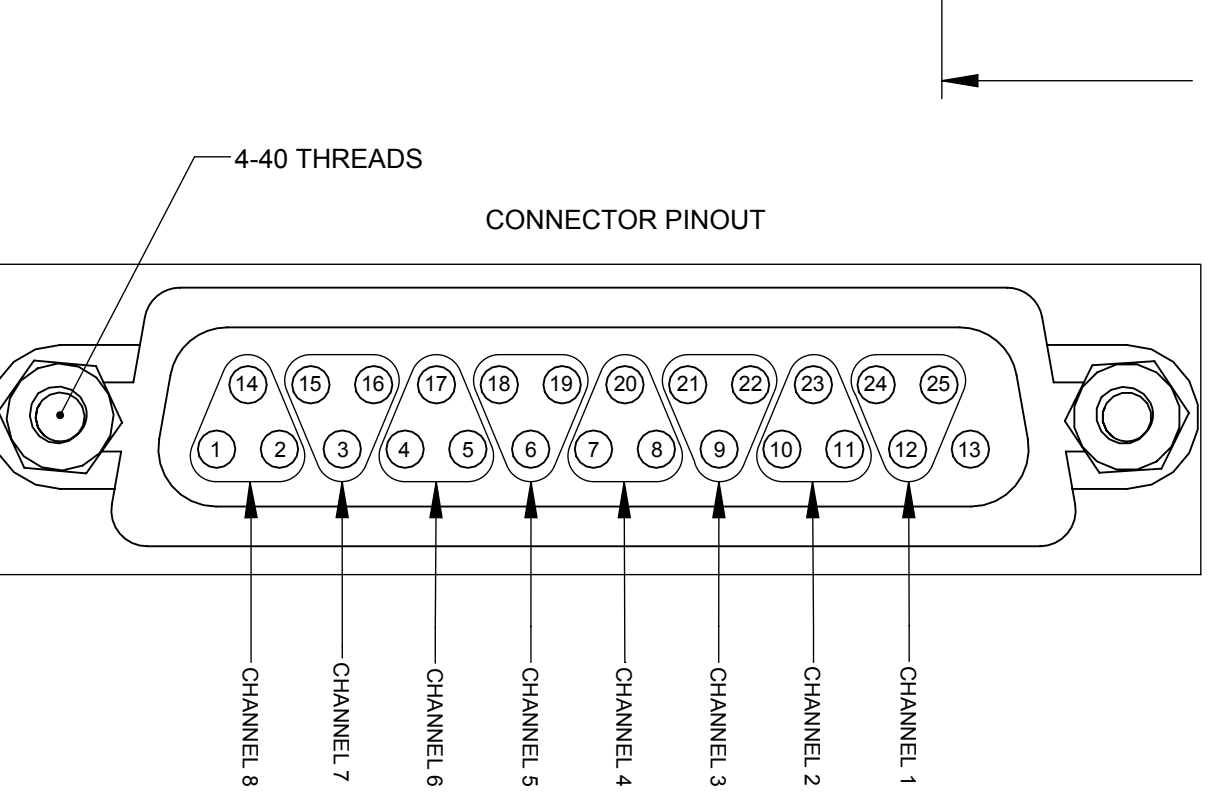 4-40 THREADS
CONNECTOR PINOUT
14 15 16 17 18 19 20 21 22 23 24 25
1 2 3 4 5 6 7 8 9 10 11 12 13
CHANNEL 8
CHANNEL 7
CHANNEL 6
CHANNEL 5
CHANNEL 4
CHANNEL 3
CHANNEL 2
CHANNEL 1